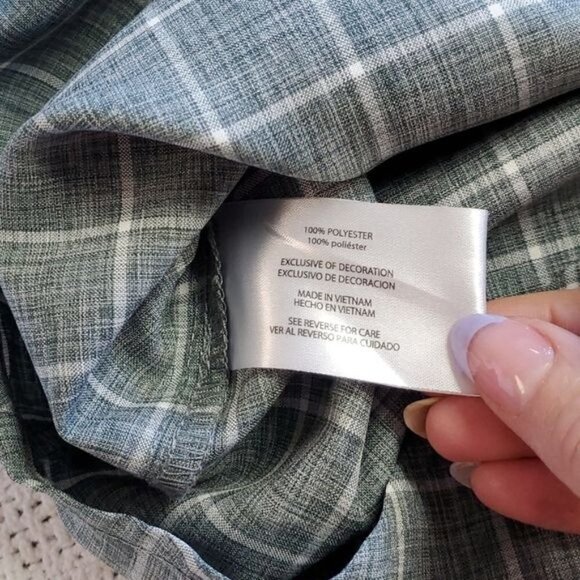 100% POLYESTER
100% poliéster
EXCLUSIVE OF DECORATION
EXCLUSIVO DE DECORACION
MADE IN VIETNAM
HECHO EN VIETNAM
SEE REVERSE FOR CARE
VER AL REVERSO PARA CUIDADO